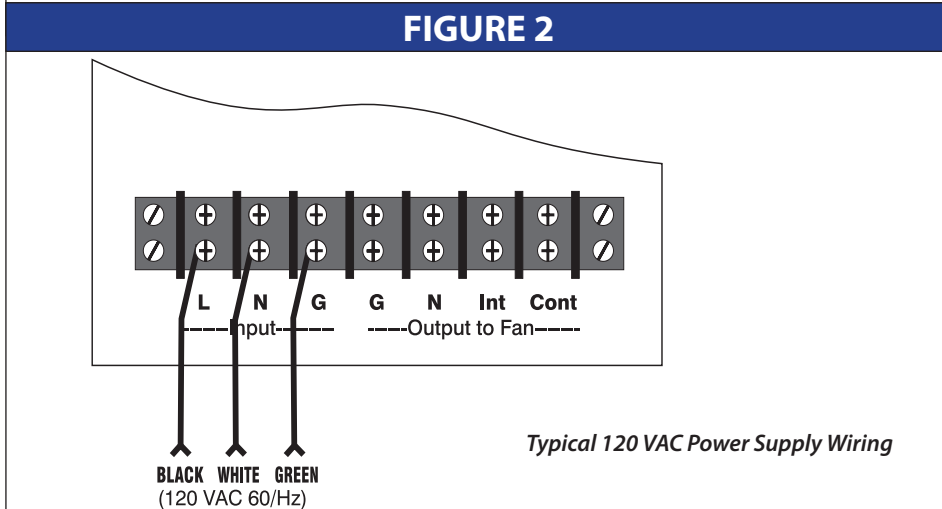 FIGURE 2
L N G G N Int Cont
-----Input------ ----Output to Fan-----
Typical 120 VAC Power Supply Wiring
BLACK WHITE GREEN
(120 VAC 60/Hz)